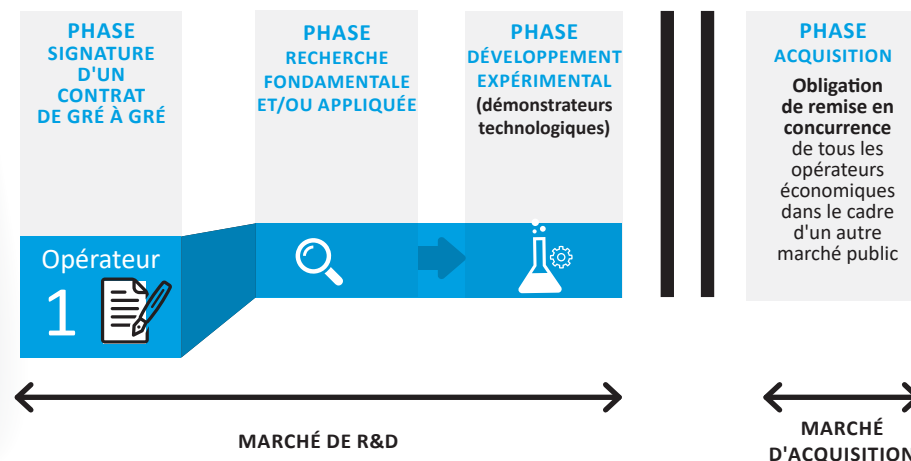 PHASE
SIGNATURE
D'UN
CONTRAT
DE GRÉ À GRÉ
PHASE
RECHERCHE
FONDAMENTALE
ET/OU APPLIQUÉE
PHASE
DÉVELOPPEMENT
EXPÉRIMENTAL
(démonstrateurs
technologiques)
PHASE
ACQUISITION
Obligation
de remise en
concurrence
de tous les
opérateurs
économiques
dans le cadre
d'un autre
marché public
Opérateur
1
MARCHÉ DE R&D
MARCHÉ
D'ACQUISITION